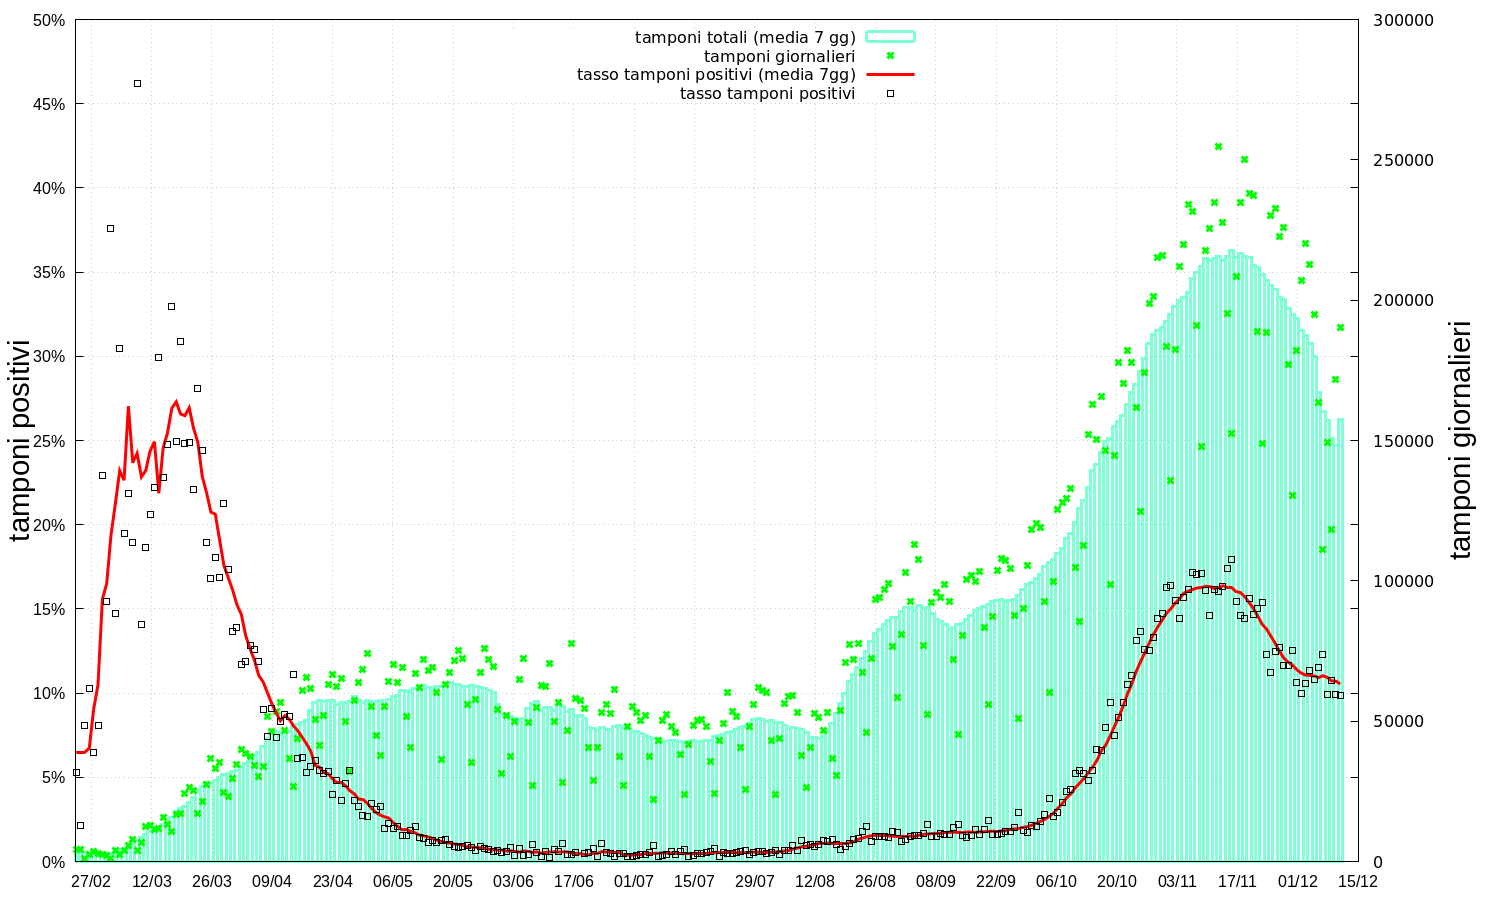 tamponi totali (media 7 gg)
tamponi giornalieri
tasso tamponi positivi (media 7gg)
tasso tamponi positivi
50%
45%
40%
35%
30%
25%
20%
15%
10%
5%
0%
tamponi positivi
300000
250000
200000
150000
100000
50000
0
tamponi giornalieri
27/02 12/03 26/03 09/04 23/04 06/05 20/05 03/06 17/06 01/07 15/07 29/07 12/08 26/08 08/09 22/09 06/10 20/10 03/11 17/11 01/12 15/12